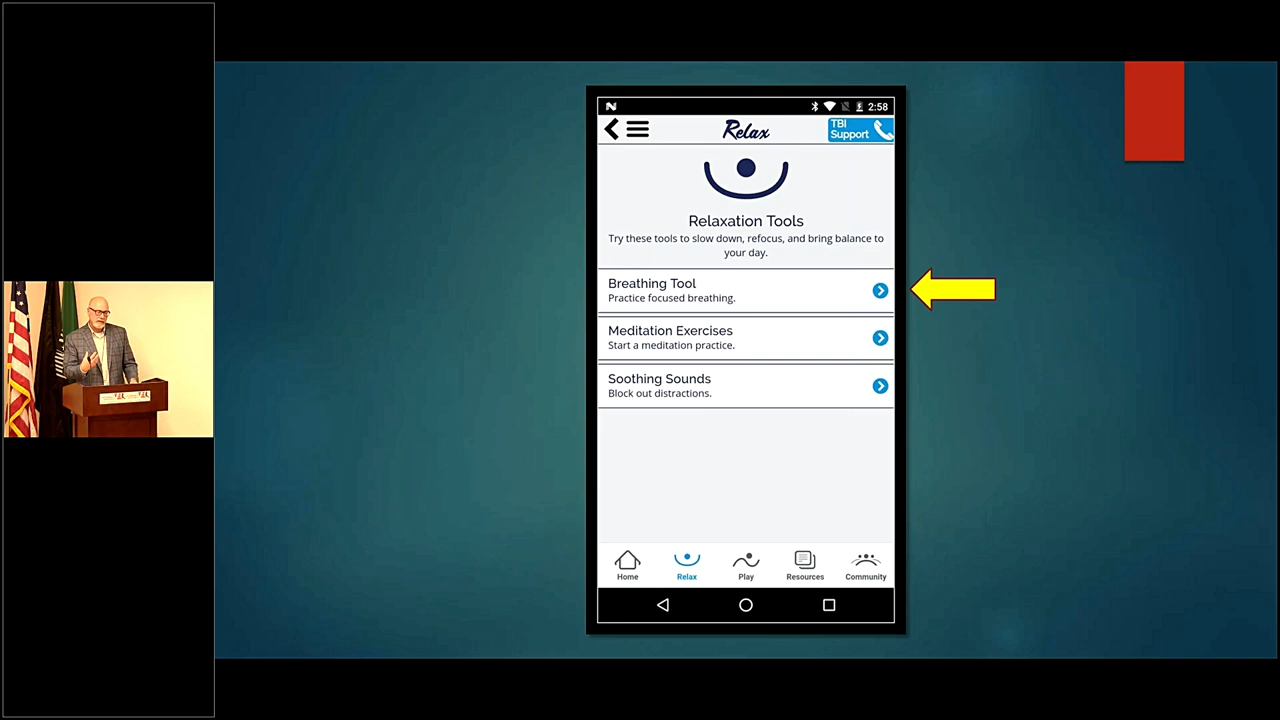 2:58
Relax
TBI
Support
Relaxation Tools
Try these tools to slow down, refocus, and bring balance to
your day.
Breathing Tool
Practice focused breathing.
Meditation Exercises
Start a meditation practice.
Soothing Sounds
Block out distractions.
Home
Relax
Play
Resources
Community